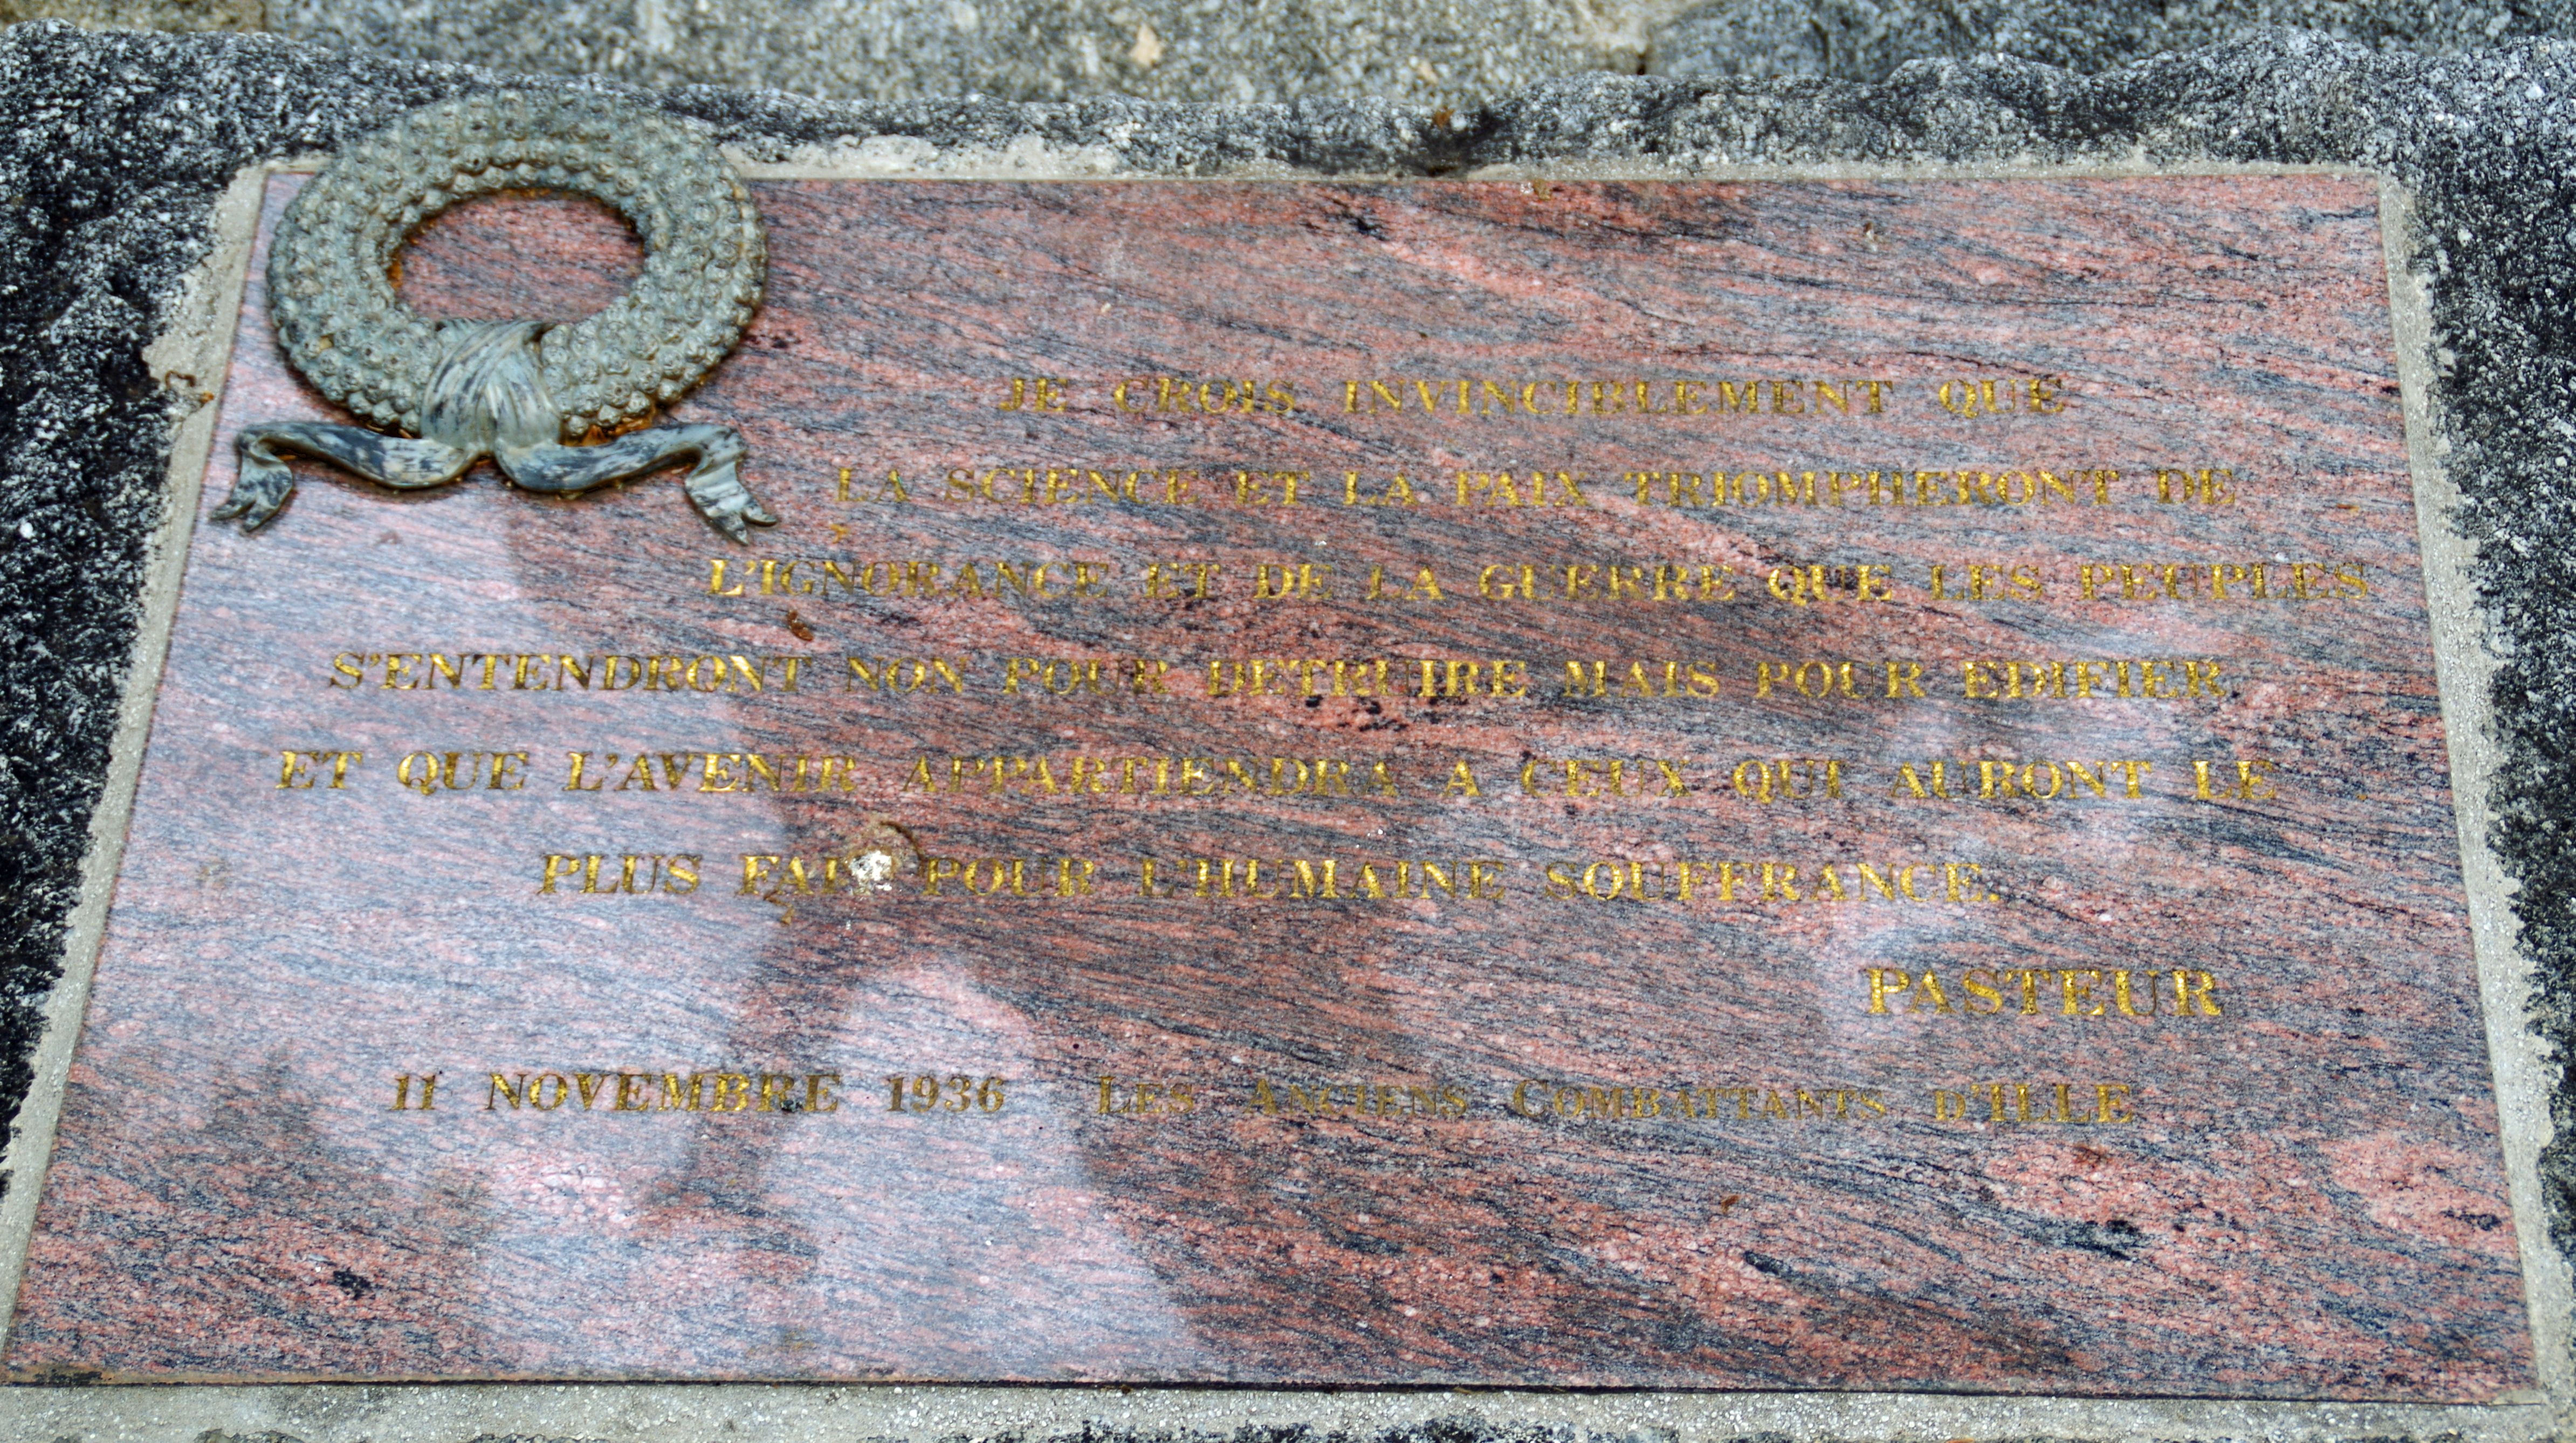 JE CROIS INVINCIBLEMENT QUE
LA SCIENCE ET LA PAIX TRIOMPHERONT DE
L'IGNORANCE ET DE LA GUERRE QUE LES PEUPLES
S'ENTENDRONT NON POUR DETRUIRE MAIS POUR EDIFIER
ET QUE L'AVENIR APPARTIENDRA A CEUX QUI AURONT LE
PLUS FAIT POUR L'HUMAINE SOUFFRANCE.
PASTEUR
11 NOVEMBRE 1936 LES ANCIENS COMBATTANTS D'ILLE